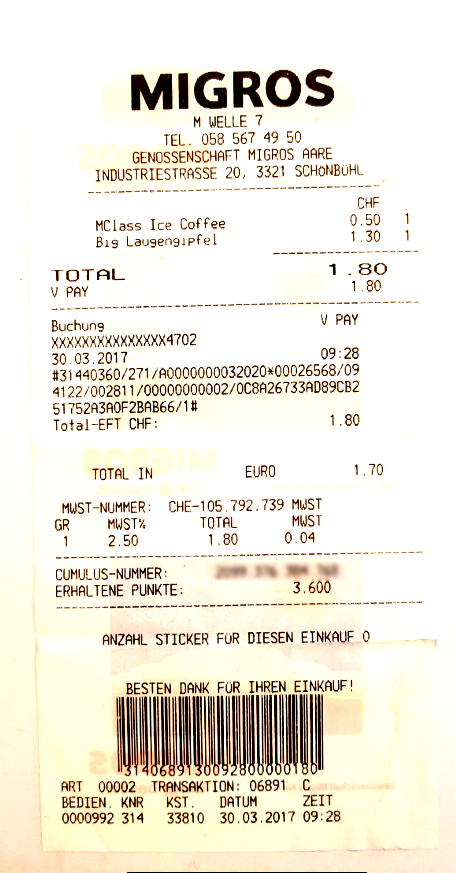 MIGROS
M WELLE 7
TEL. 058 567 49 50
GENOSSENSCHAFT MIGROS AARE
INDUSTRIESTRASSE 20, 3321 SCHÖNBÜHL
CHF
MClass Ice Coffee 0.50 1
Big Laugengipfel 1.30 1
TOTAL 1.80
V PAY 1.80
Buchung V PAY
XXXXXXXXXXXXXXX4702
30.03.2017 09:28
#31440360/271/A0000000032020*00026568/09
4122/002811/00000000002/0C8A26733AD89CB2
51752A3A0F2BAB66/1#
Total-EFT CHF: 1.80
TOTAL IN EURO 1.70
MWST-NUMMER: CHE-105.792.739 MWST
GR MWST% TOTAL MWST
1 2.50 1.80 0.04
CUMULUS-NUMMER:
ERHALTENE PUNKTE: 3.600
ANZAHL STICKER FÜR DIESEN EINKAUF 0
BESTEN DANK FÜR IHREN EINKAUF!
3140689130092800000180
ART 00002 TRANSAKTION: 06891 C
BEDIEN. KNR KST. DATUM ZEIT
0000992 314 33810 30.03.2017 09:28